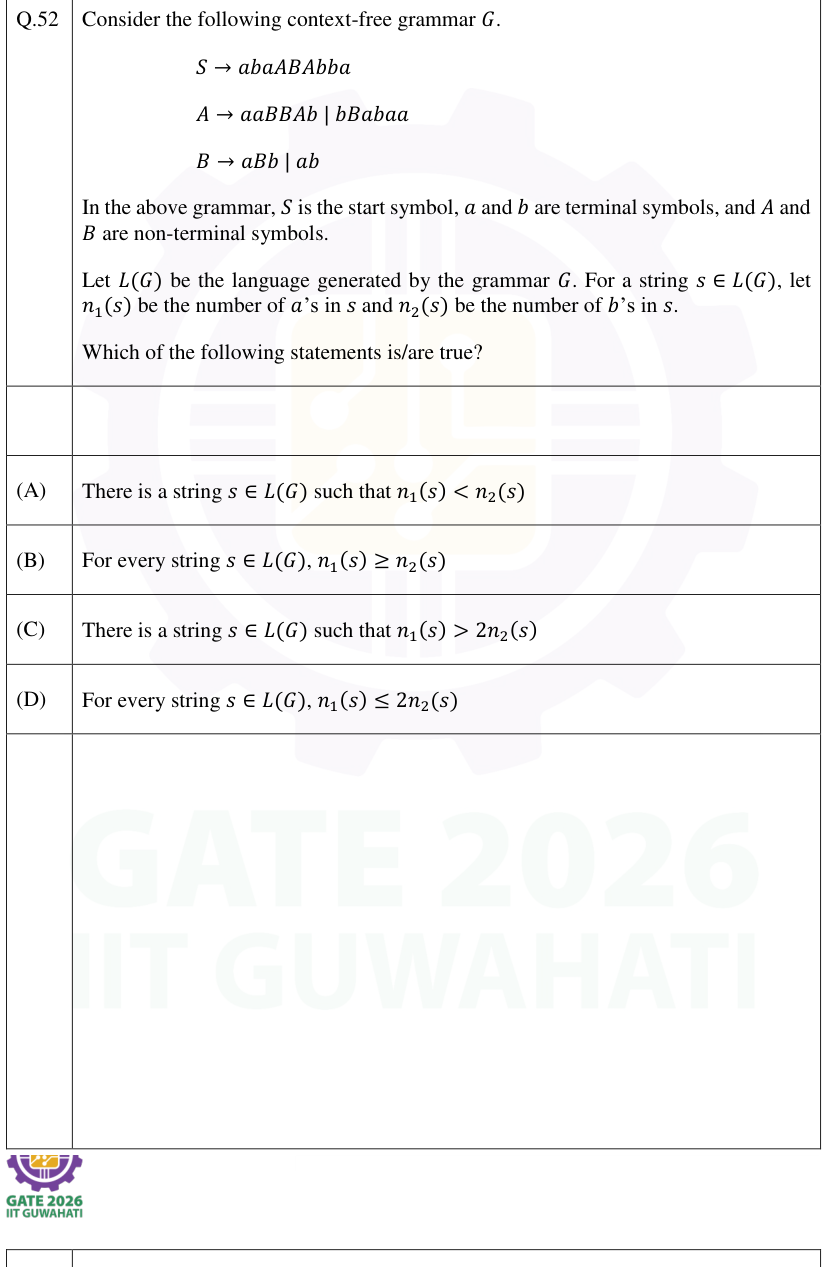 Q.52 Consider the following context-free grammar G.
S → abaABAbba
A → aaBBAb | bBabaa
B → aBb | ab
In the above grammar, S is the start symbol, a and b are terminal symbols, and A and
B are non-terminal symbols.
Let L(G) be the language generated by the grammar G. For a string s ∈ L(G), let
n₁(s) be the number of a’s in s and n₂(s) be the number of b’s in s.
Which of the following statements is/are true?
(A) There is a string s ∈ L(G) such that n₁(s) < n₂(s)
(B) For every string s ∈ L(G), n₁(s) ≥ n₂(s)
(C) There is a string s ∈ L(G) such that n₁(s) > 2n₂(s)
(D) For every string s ∈ L(G), n₁(s) ≤ 2n₂(s)
GATE 2026
IIT GUWAHATI
GATE 2026
IIT GUWAHATI